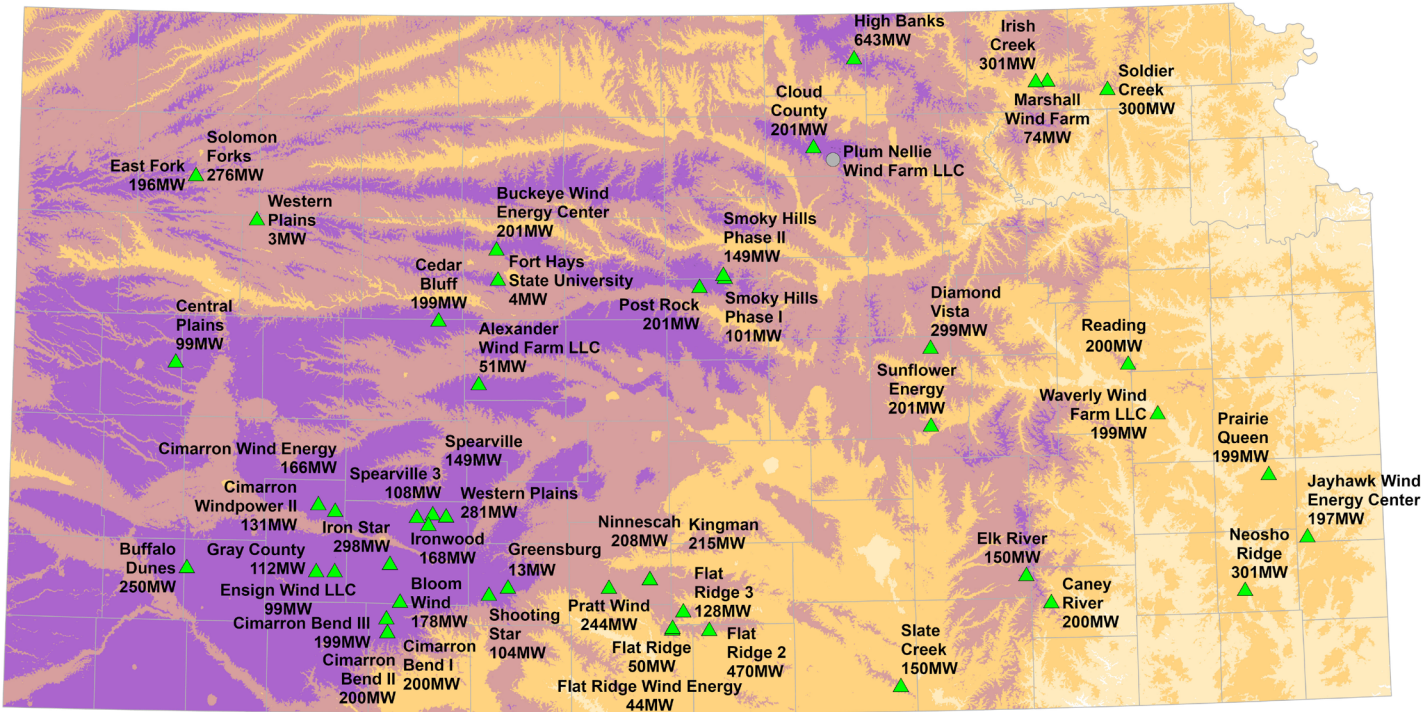 High Banks
643MW
Irish
Creek
301MW
Marshall
Wind Farm
74MW
Soldier
Creek
300MW
Cloud
County
201MW
Plum Nellie
Wind Farm LLC
Solomon
Forks
276MW
East Fork
196MW
Western
Plains
3MW
Buckeye Wind
Energy Center
201MW
Fort Hays
State University
4MW
Cedar
Bluff
199MW
Smoky Hills
Phase II
149MW
Post Rock
201MW
Smoky Hills
Phase I
101MW
Central
Plains
99MW
Alexander
Wind Farm LLC
51MW
Diamond
Vista
299MW
Sunflower
Energy
201MW
Reading
200MW
Waverly Wind
Farm LLC
199MW
Prairie
Queen
199MW
Jayhawk Wind
Energy Center
197MW
Neosho
Ridge
301MW
Cimarron Wind Energy
166MW
Cimarron
Windpower II
131MW
Spearville
149MW
Spearville 3
108MW
Western Plains
281MW
Iron Star
298MW
Ironwood
168MW
Buffalo
Dunes
250MW
Gray County
112MW
Ensign Wind LLC
99MW
Greensburg
13MW
Bloom
Wind
178MW
Shooting
Star
104MW
Cimarron Bend III
199MW
Cimarron
Bend II
200MW
Cimarron
Bend I
200MW
Ninnescah
208MW
Kingman
215MW
Pratt Wind
244MW
Flat
Ridge 3
128MW
Flat Ridge
50MW
Flat
Ridge 2
470MW
Flat Ridge Wind Energy
44MW
Elk River
150MW
Caney
River
200MW
Slate
Creek
150MW